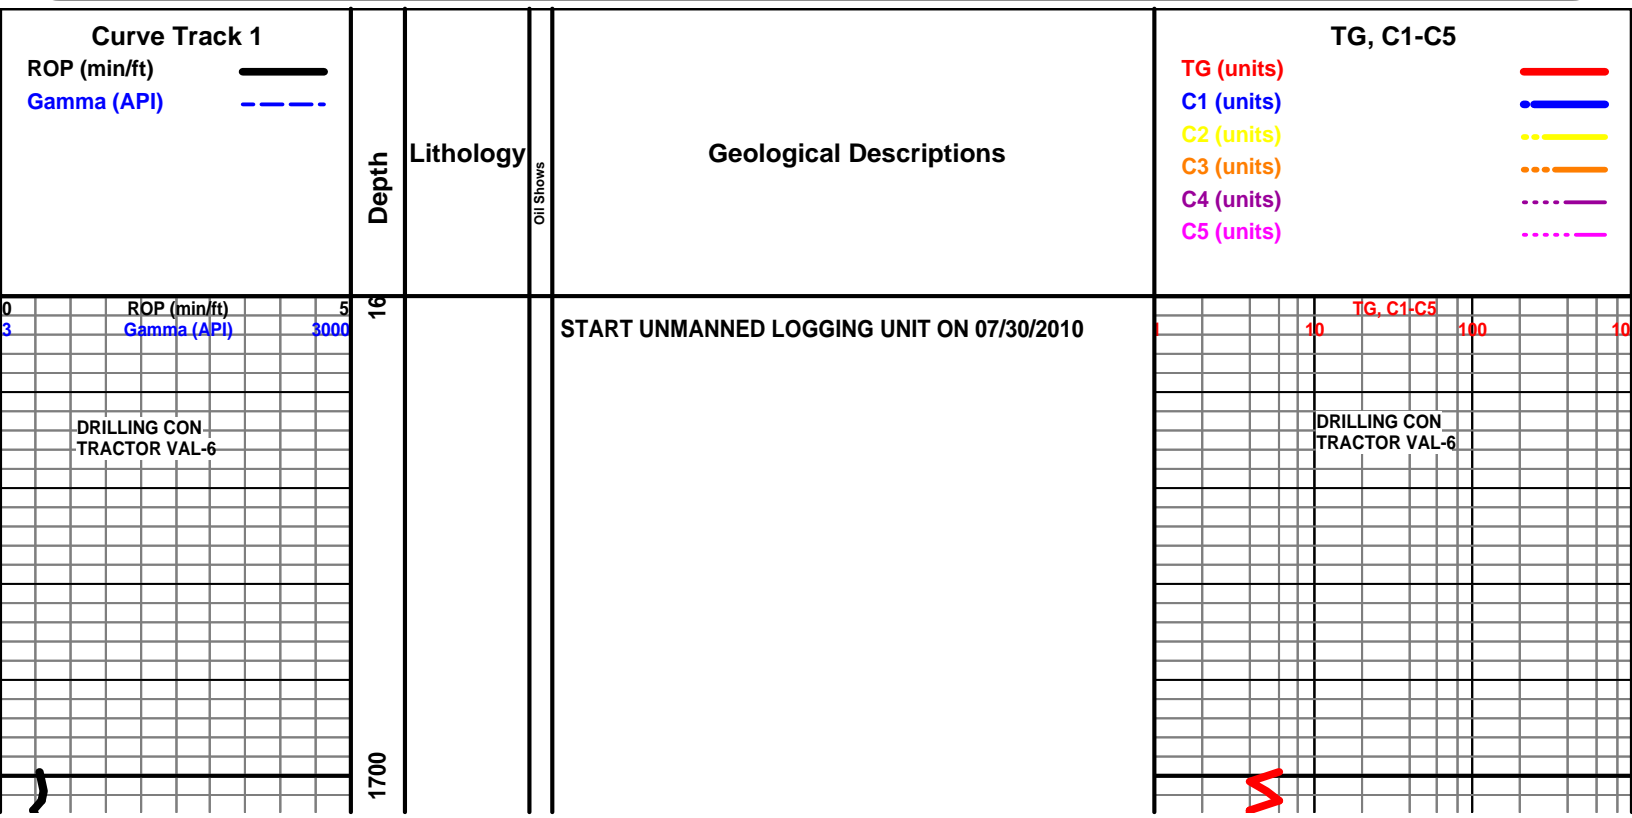 Curve Track 1
ROP (min/ft)
Gamma (API)
Depth
Lithology
Oil Shows
Geological Descriptions
TG, C1-C5
TG (units)
C1 (units)
C2 (units)
C3 (units)
C4 (units)
C5 (units)
0 ROP (min/ft) 5
3 Gamma (API) 3000
16
START UNMANNED LOGGING UNIT ON 07/30/2010
TG, C1-C5
1 10 100 10
DRILLING CON
TRACTOR VAL-6
DRILLING CON
TRACTOR VAL-6
1700